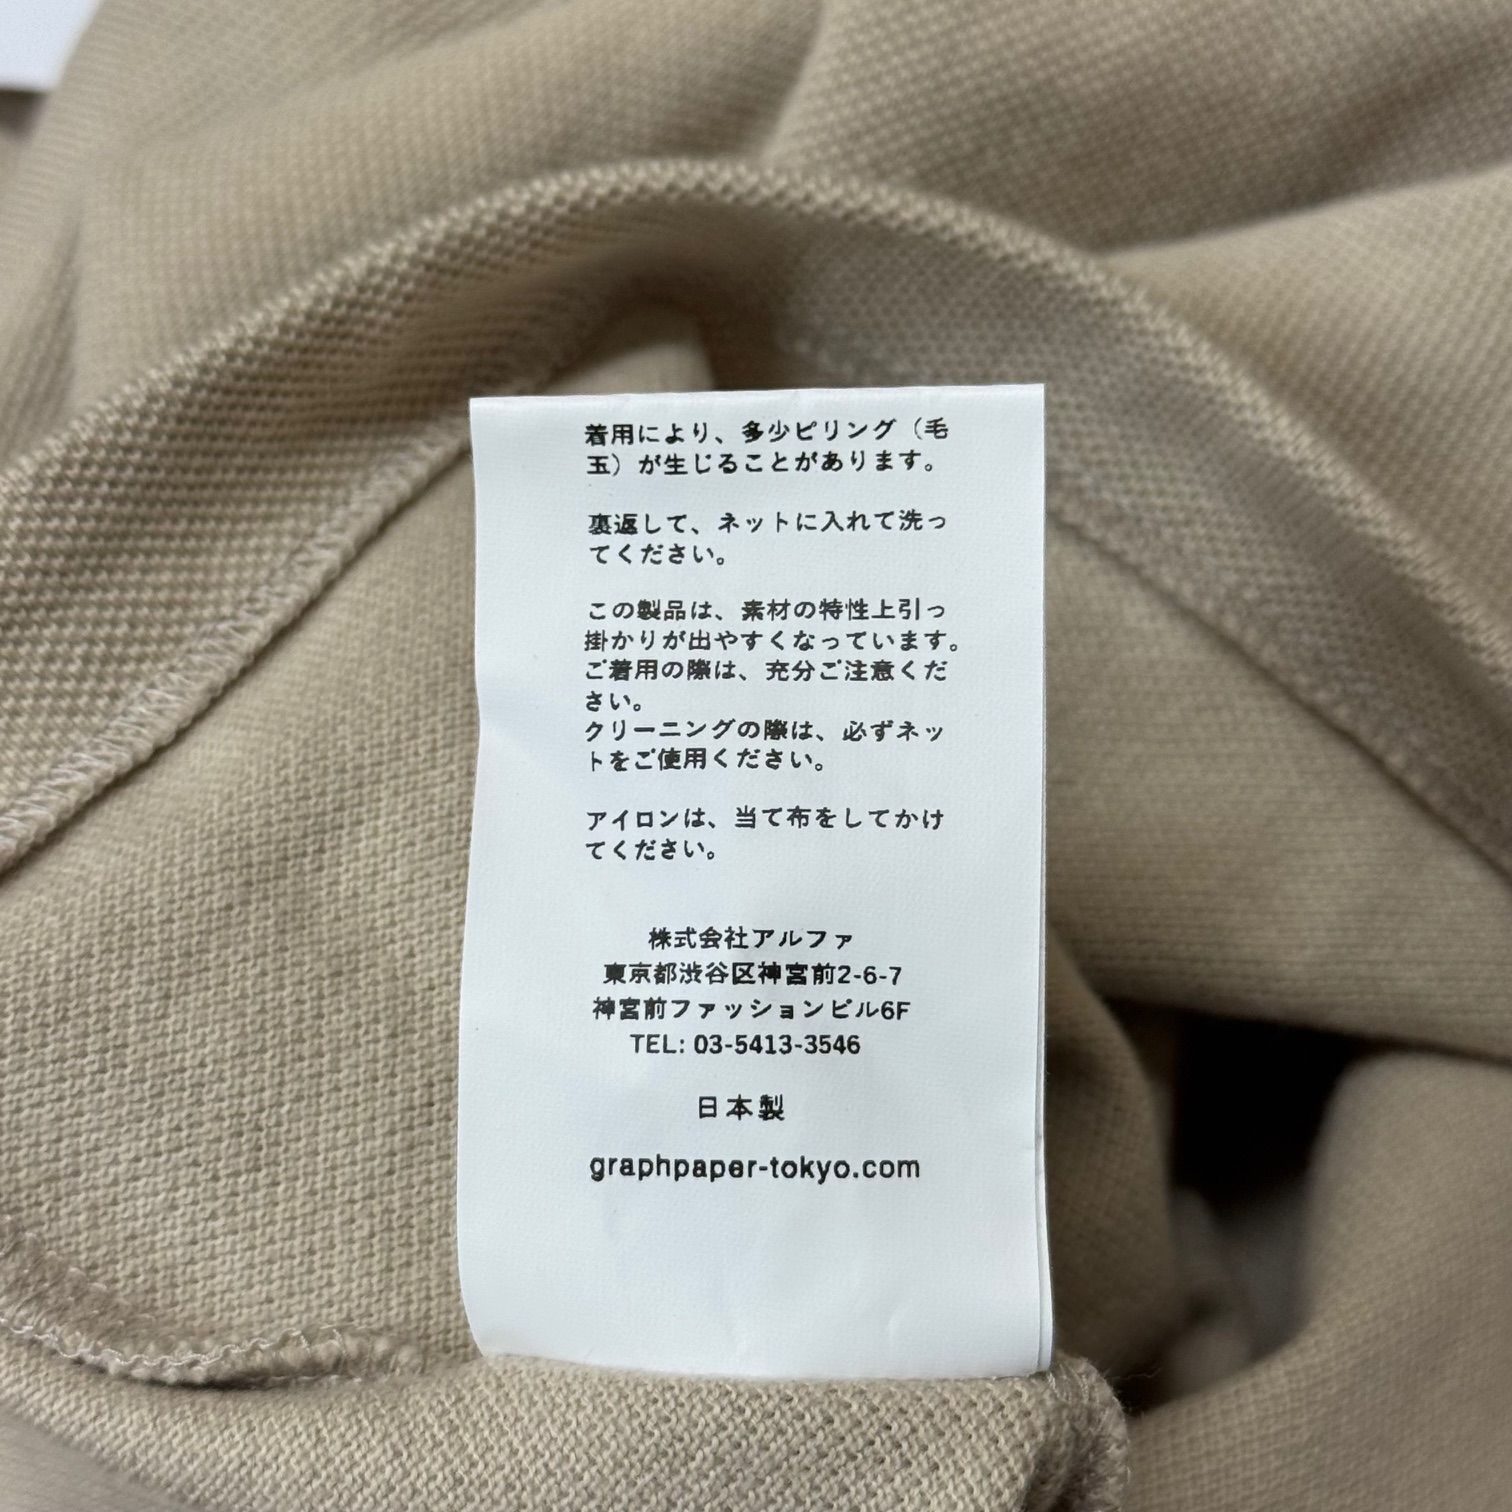 着用により、多少ピリング（毛
玉）が生じることがあります。
裏返して、ネットに入れて洗っ
てください。
この製品は、素材の特性上引っ
掛かりが出やすくなっています。
ご着用の際は、充分ご注意くだ
さい。
クリーニングの際は、必ずネッ
トをご使用ください。
アイロンは、当て布をしてかけ
てください。
株式会社アルファ
東京都渋谷区神宮前2-6-7
神宮前ファッションビル6F
TEL: 03-5413-3546
日本製
graphpaper-tokyo.com